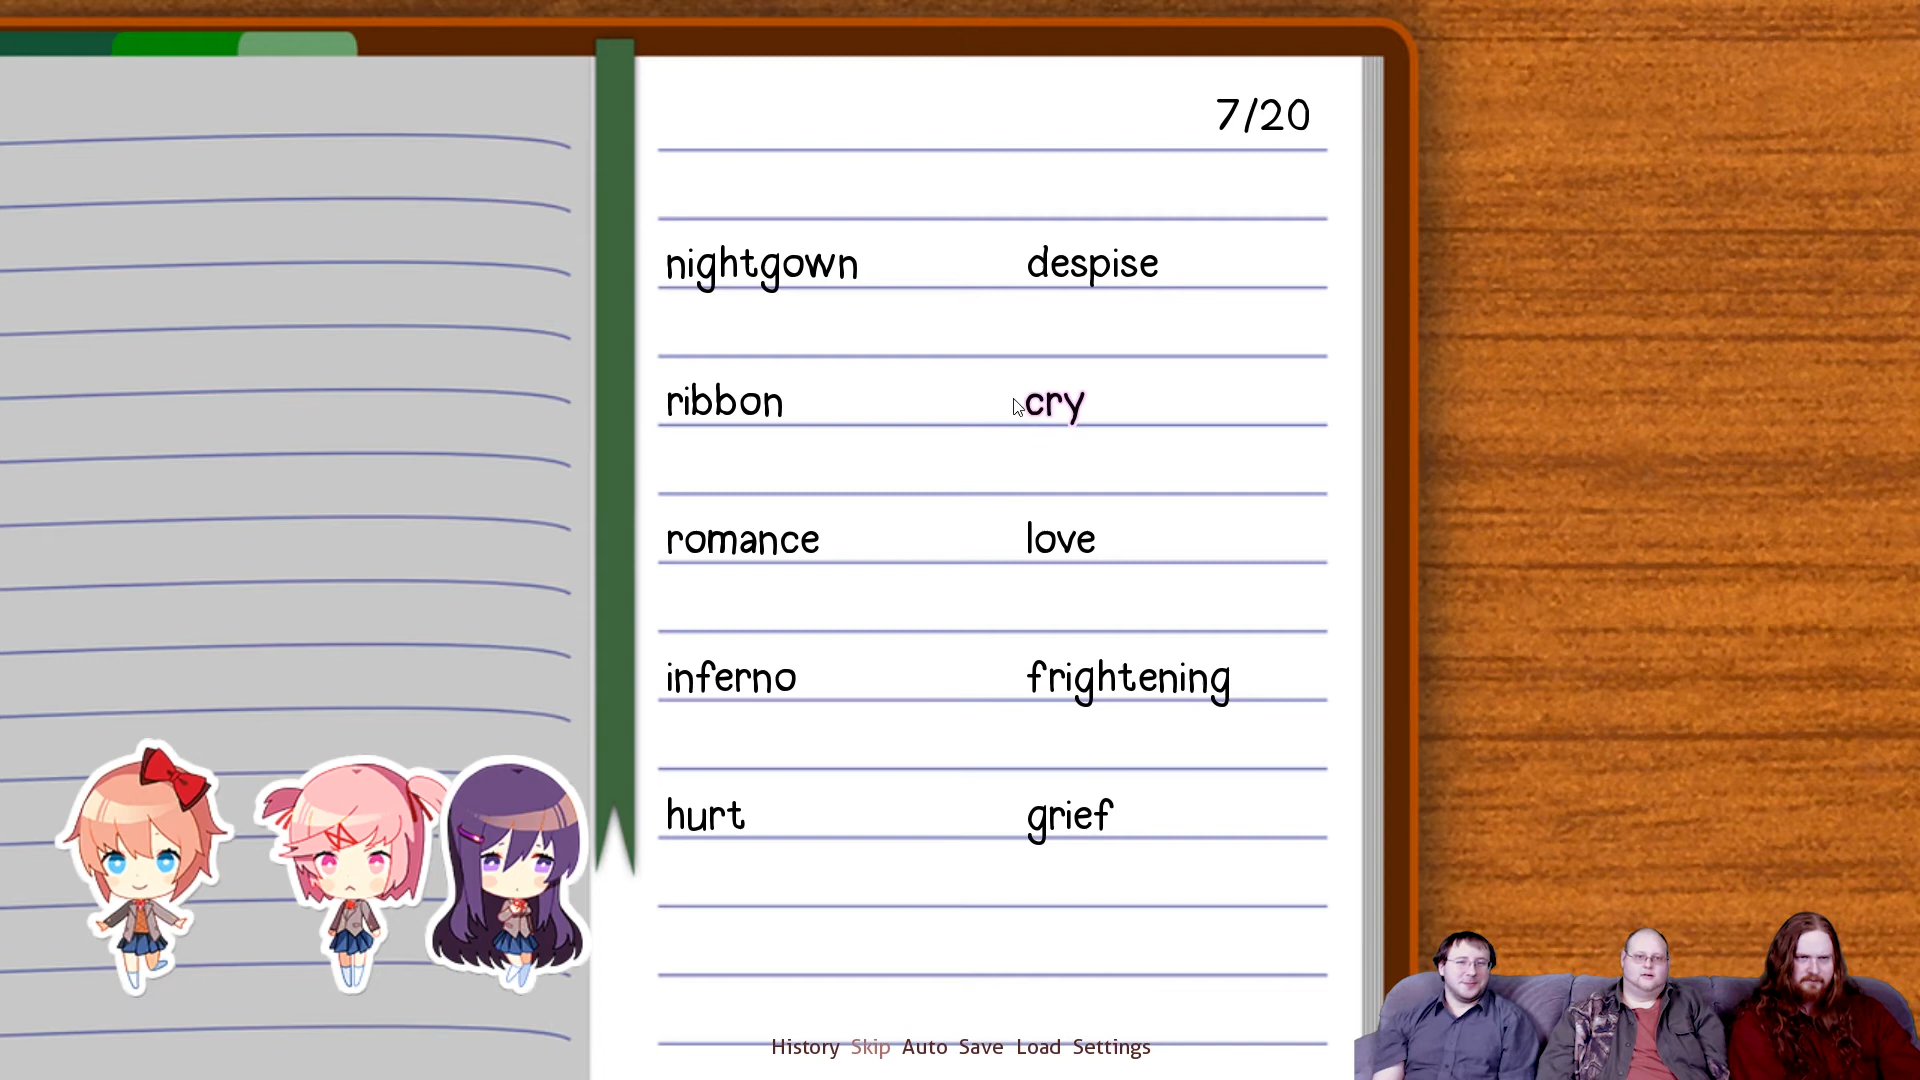 7/20
nightgown despise
ribbon cry
romance love
inferno frightening
hurt grief
History Skip Auto Save Load Settings